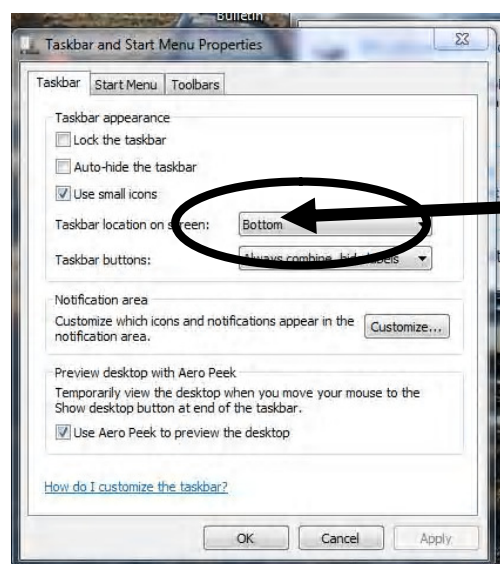 Bulletin
Taskbar and Start Menu Properties
Taskbar Start Menu Toolbars
Taskbar appearance
Lock the taskbar
Auto-hide the taskbar
Use small icons
Taskbar location on screen: Bottom
Taskbar buttons: Always combine, hide labels
Notification area
Customize which icons and notifications appear in the
notification area.
Customize...
Preview desktop with Aero Peek
Temporarily view the desktop when you move your mouse to the
Show desktop button at end of the taskbar.
Use Aero Peek to preview the desktop
How do I customize the taskbar?
OK Cancel Apply